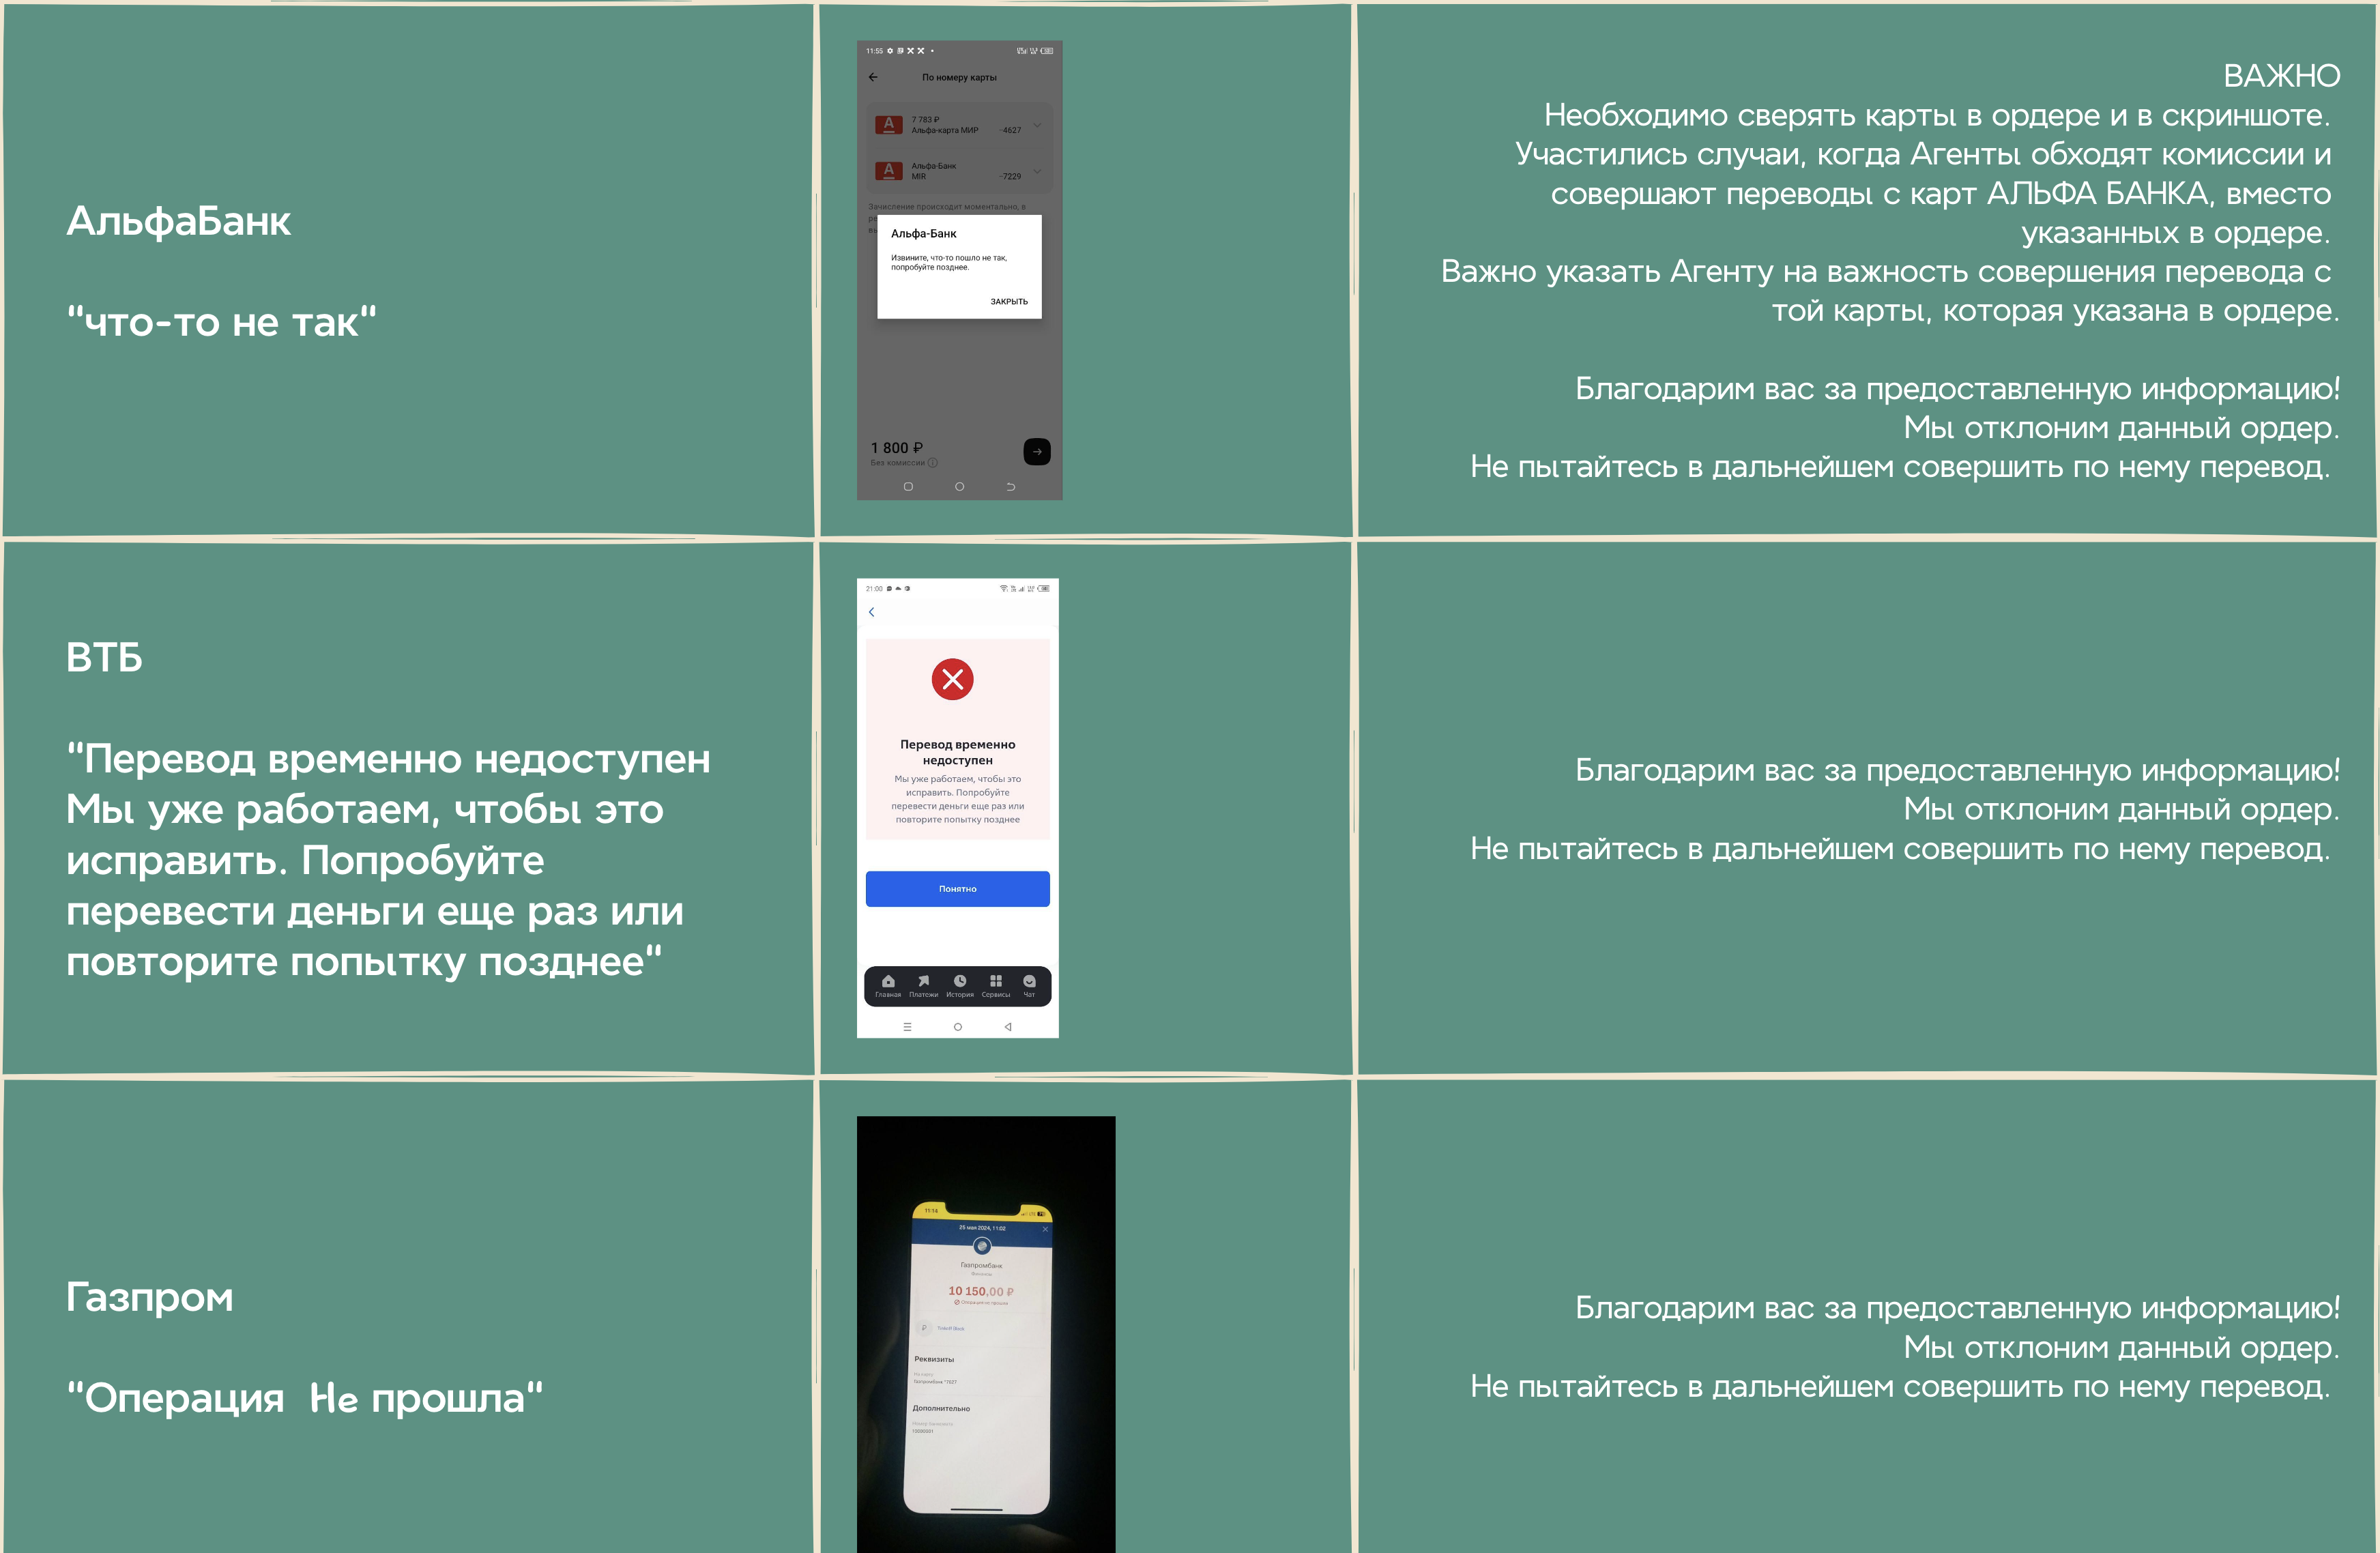 АльфаБанк
"что-то не так"
11:55
По номеру карты
7 783 ₽
Альфа-карта МИР ··4627
Альфа-Банк
MIR ··7229
Зачисление происходит моментально, в
Альфа-Банк
Извините, что-то пошло не так,
попробуйте позднее.
ЗАКРЫТЬ
1 800 ₽
Без комиссии
ВАЖНО
Необходимо сверять карты в ордере и в скриншоте.
Участились случаи, когда Агенты обходят комиссии и
совершают переводы с карт АЛЬФА БАНКА, вместо
указанных в ордере.
Важно указать Агенту на важность совершения перевода с
той карты, которая указана в ордере.
Благодарим вас за предоставленную информацию!
Мы отклоним данный ордер.
Не пытайтесь в дальнейшем совершить по нему перевод.
ВТБ
"Перевод временно недоступен
Мы уже работаем, чтобы это
исправить. Попробуйте
перевести деньги еще раз или
повторите попытку позднее"
21:00
Перевод временно
недоступен
Мы уже работаем, чтобы это
исправить. Попробуйте
перевести деньги еще раз или
повторите попытку позднее
Понятно
Главная Платежи История Сервисы Чат
Благодарим вас за предоставленную информацию!
Мы отклоним данный ордер.
Не пытайтесь в дальнейшем совершить по нему перевод.
Газпром
"Операция Не прошла"
11:14
25 мая 2024, 11:02
Газпромбанк
10 150,00 ₽
Операция не прошла
Реквизиты
На карту
Дополнительно
Благодарим вас за предоставленную информацию!
Мы отклоним данный ордер.
Не пытайтесь в дальнейшем совершить по нему перевод.